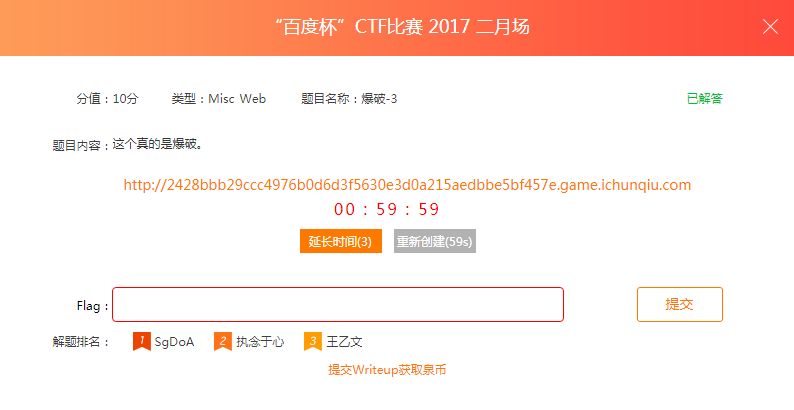 “百度杯”CTF比赛 2017 二月场
分值：10分 类型：Misc Web 题目名称：爆破-3 已解答
题目内容：这个真的是爆破。
http://2428bbb29ccc4976b0d6d3f5630e3d0a215aedbbe5bf457e.game.ichunqiu.com
00 : 59 : 59
延长时间(3) 重新创建(59s)
Flag： 提交
解题排名： 1 SgDoA 2 执念于心 3 王乙文
提交Writeup获取泉币